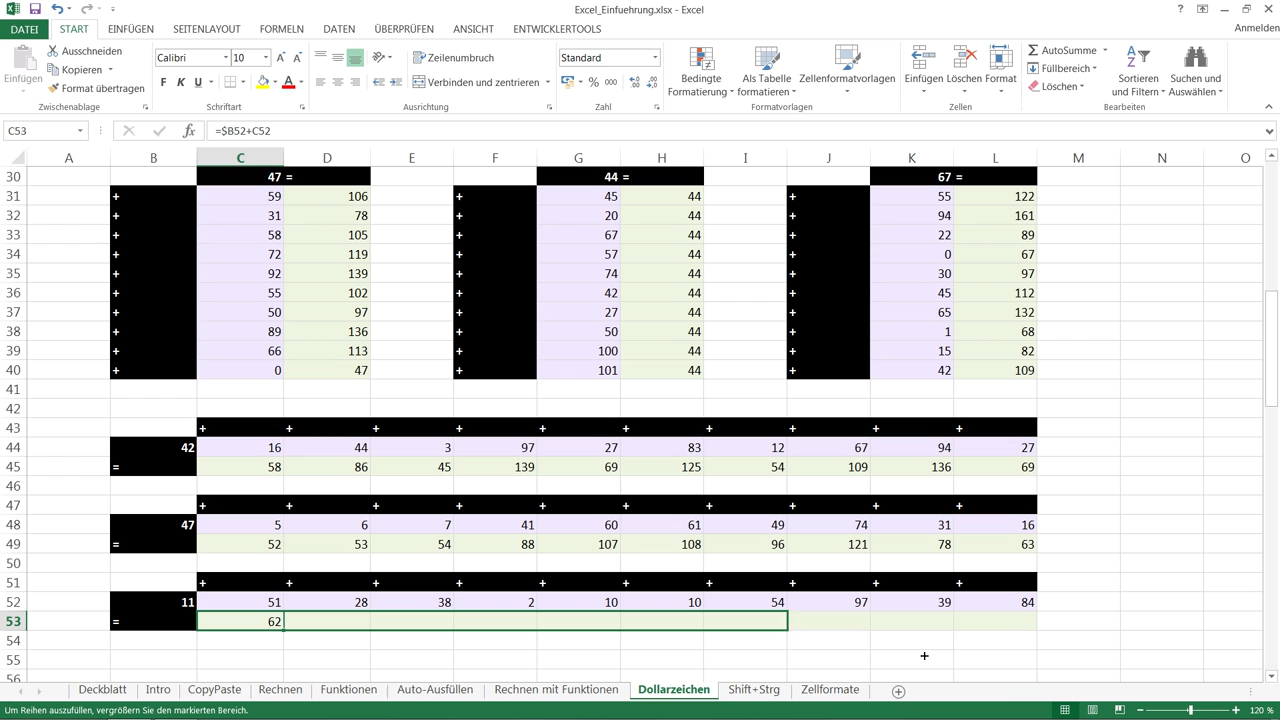 Excel_Einfuehrung.xlsx - Excel
DATEI START EINFÜGEN SEITENLAYOUT FORMELN DATEN ÜBERPRÜFEN ANSICHT ENTWICKLERTOOLS Anmelden
Einfügen Ausschneiden Kopieren Format übertragen Zwischenablage
Calibri 10 F K U A Schriftart
Zeilenumbruch Verbinden und zentrieren Ausrichtung
Standard % 000 Zahl
Bedingte Formatierung Als Tabelle formatieren Zellenformatvorlagen Formatvorlagen
Einfügen Löschen Format Zellen
AutoSumme Füllbereich Löschen Sortieren und Filtern Suchen und Auswählen Bearbeiten
C53 fx =$B52+C52
A B C D E F G H I J K L M N O
30 47 = 44 = 67 =
31 + 59 106 + 45 44 + 55 122
32 + 31 78 + 20 44 + 94 161
33 + 58 105 + 67 44 + 22 89
34 + 72 119 + 57 44 + 0 67
35 + 92 139 + 74 44 + 30 97
36 + 55 102 + 42 44 + 45 112
37 + 50 97 + 27 44 + 65 132
38 + 89 136 + 50 44 + 1 68
39 + 66 113 + 100 44 + 15 82
40 + 0 47 + 101 44 + 42 109
41
42
43 + + + + + + + + + +
44 42 16 44 3 97 27 83 12 67 94 27
45 = 58 86 45 139 69 125 54 109 136 69
46
47 + + + + + + + + + +
48 47 5 6 7 41 60 61 49 74 31 16
49 = 52 53 54 88 107 108 96 121 78 63
50
51 + + + + + + + + + +
52 11 51 28 38 2 10 10 54 97 39 84
53 = 62
54
55
56
Deckblatt Intro CopyPaste Rechnen Funktionen Auto-Ausfüllen Rechnen mit Funktionen Dollarzeichen Shift+Strg Zellformate
Um Reihen auszufüllen, vergrößern Sie den markierten Bereich. 120 %